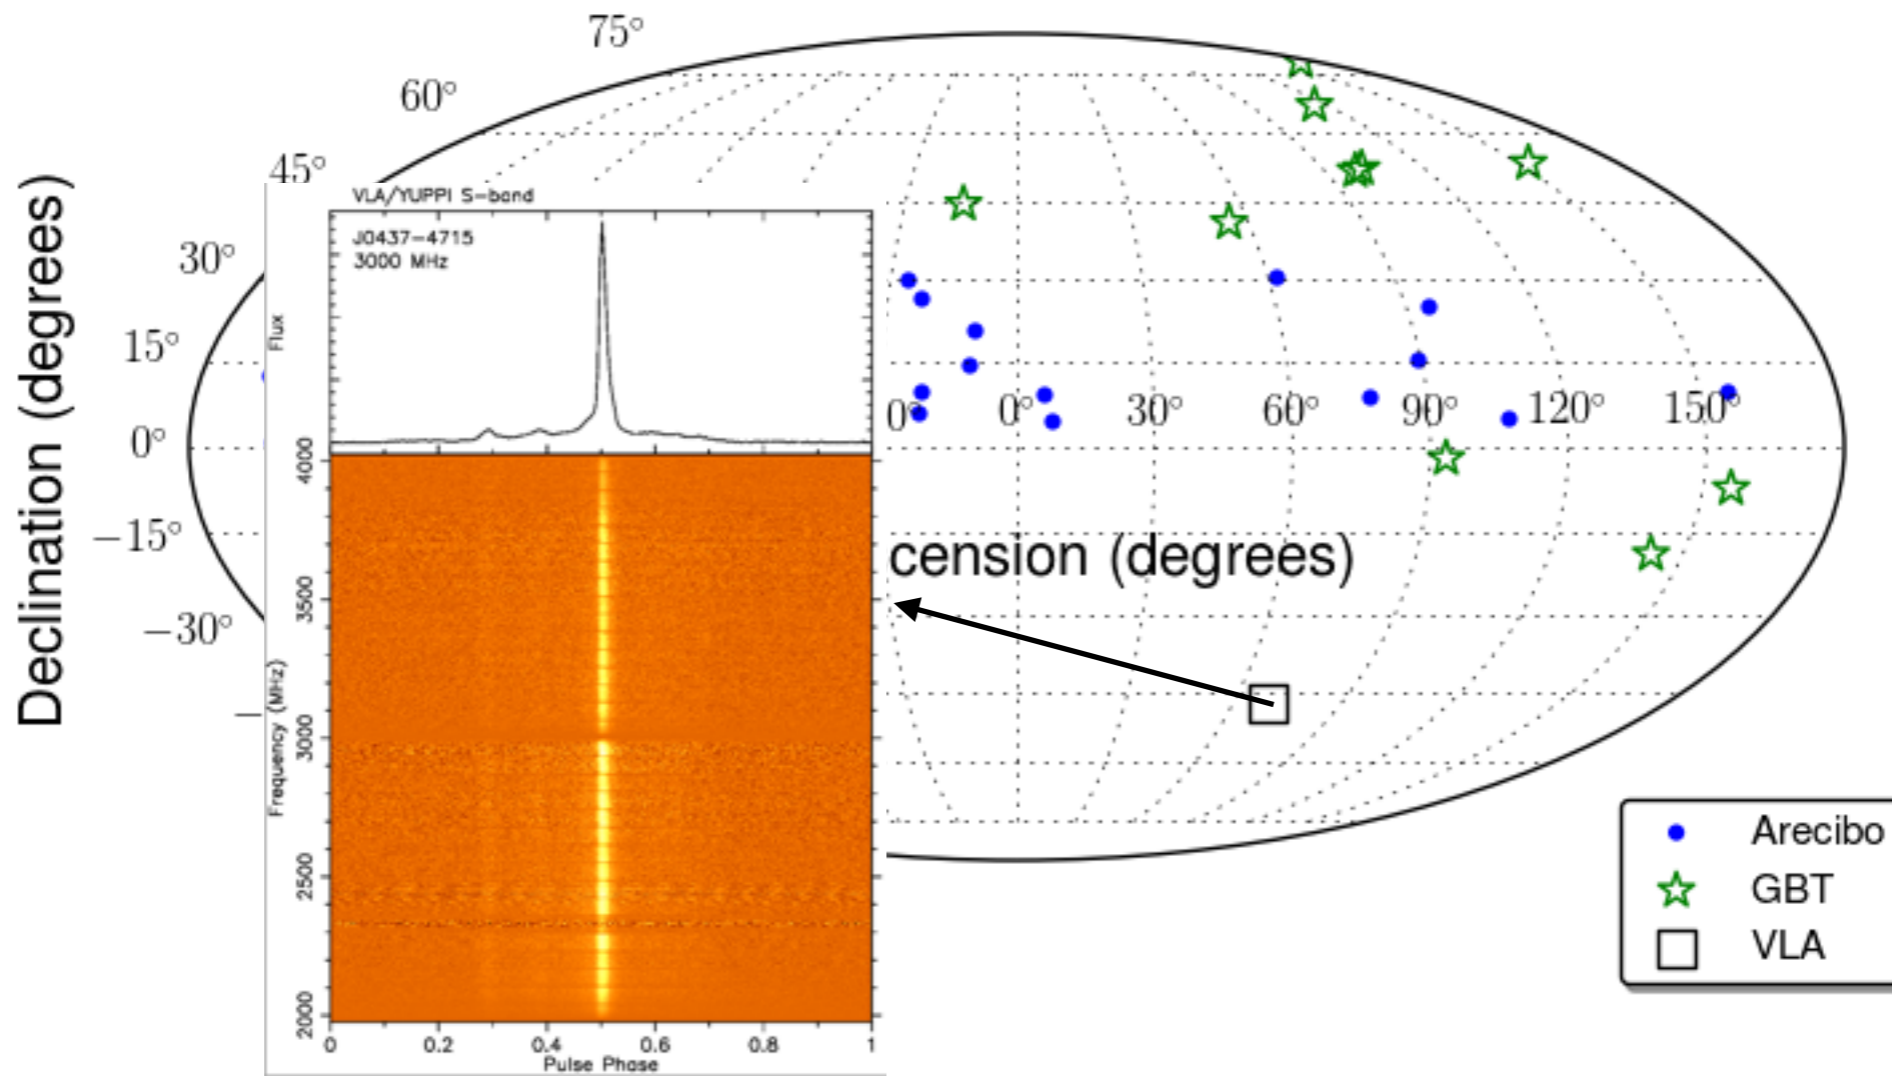 75°
60°
45°
30°
15°
0°
−15°
−30°
Declination (degrees)
VLA/YUPPI S-band
J0437-4715
3000 MHz
Flux
4000
3500
3000
2500
2000
Frequency (MHz)
0 0.2 0.4 0.6 0.8 1
Pulse Phase
0° 0° 30° 60° 90° 120° 150°
cension (degrees)
Arecibo
GBT
VLA